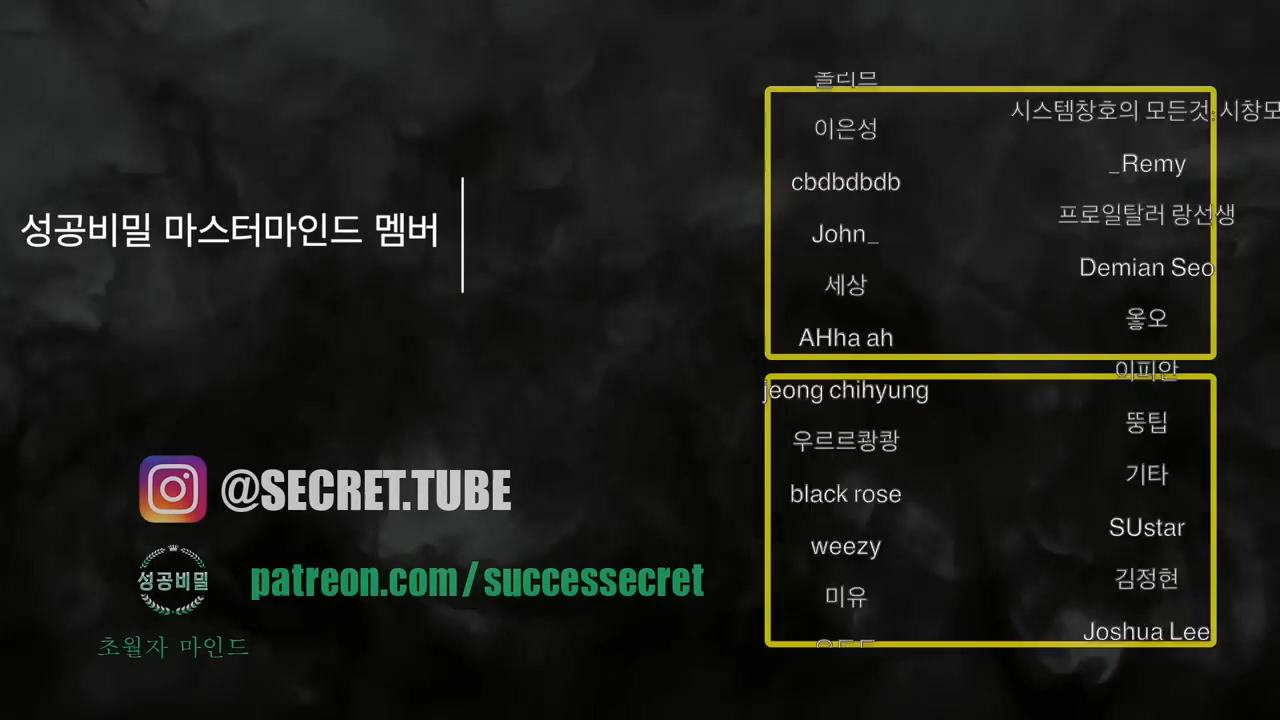 성공비밀 마스터마인드 멤버
@SECRET.TUBE
성공비밀
patreon.com/successecret
초월자 마인드
이은성
cbdbdbdb
John_
세상
AHha ah
jeong chihyung
우르르쾅쾅
black rose
weezy
미유
시스템창호의 모든것,시창모
_Remy
프로일탈러 랑선생
Demian Seo
옿오
이피안
뚱팁
기타
SUstar
김정현
Joshua Lee